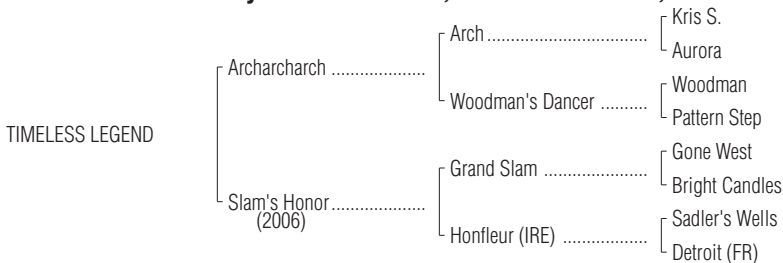 Kris S.
Arch
Aurora
Archarcharch
Woodman
Woodman's Dancer
Pattern Step
TIMELESS LEGEND
Gone West
Grand Slam
Bright Candles
Slam's Honor
(2006)
Sadler's Wells
Honfleur (IRE)
Detroit (FR)